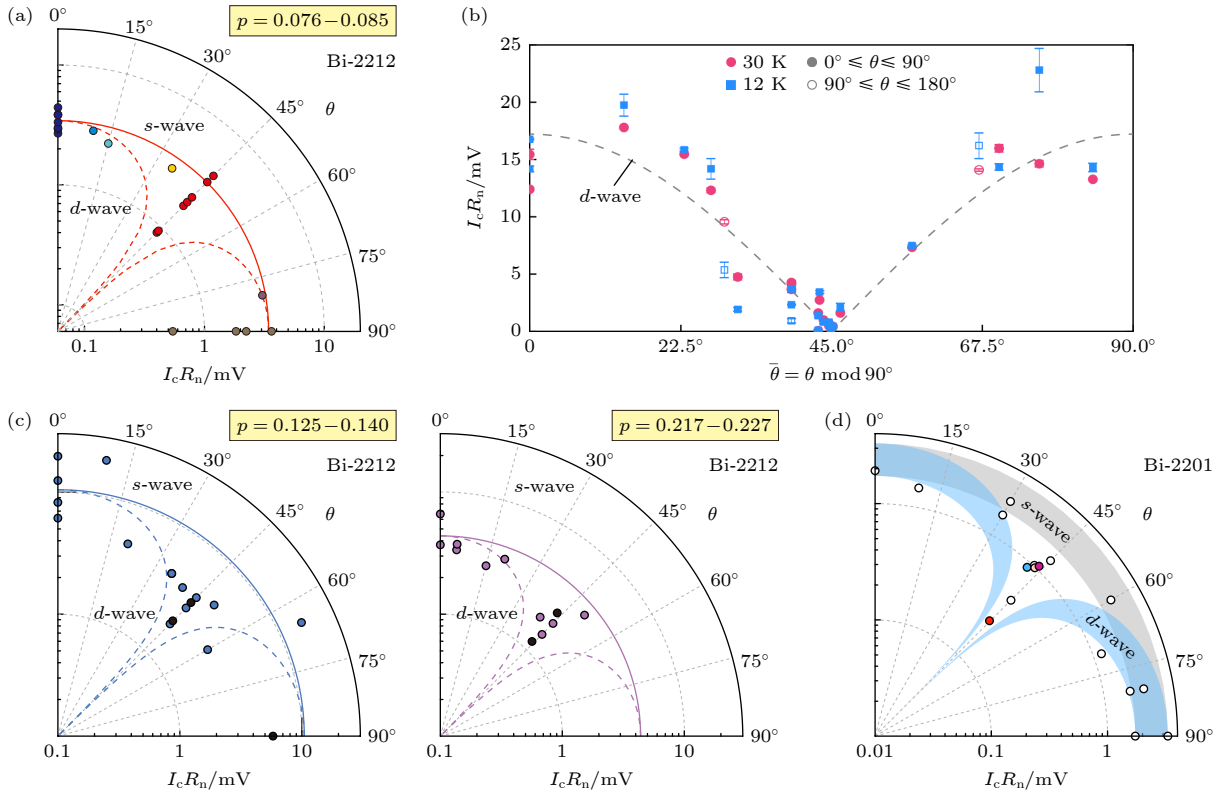 (a)
p = 0.076−0.085
Bi-2212
0°
15°
30°
45°
60°
75°
90°
θ
s-wave
d-wave
0.1
1
10
IcRn/mV
(b)
30 K
12 K
0° ⩽ θ ⩽ 90°
90° ⩽ θ ⩽ 180°
25
20
15
10
5
0
IcRn/mV
d-wave
0
22.5°
45.0°
67.5°
90.0°
θ̄ = θ mod 90°
(c)
p = 0.125−0.140
Bi-2212
0°
15°
30°
45°
60°
75°
90°
θ
s-wave
d-wave
0.1
1
10
IcRn/mV
p = 0.217−0.227
Bi-2212
0°
15°
30°
45°
60°
75°
90°
θ
s-wave
d-wave
0.1
1
10
IcRn/mV
(d)
Bi-2201
0°
15°
30°
45°
60°
75°
90°
θ
s-wave
d-wave
0.01
0.1
1
IcRn/mV